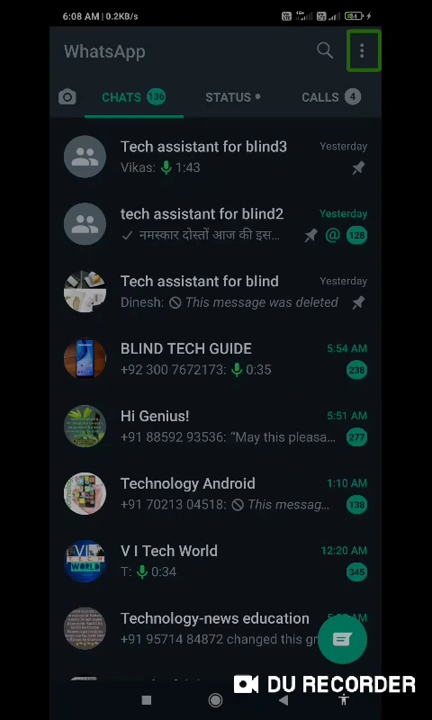 6:08 AM | 0.2KB/s
WhatsApp
CHATS 136 STATUS CALLS 4
Tech assistant for blind3 Yesterday
Vikas: 1:43
tech assistant for blind2 Yesterday
नमस्कार दोस्तों आज की इस... @ 128
Tech assistant for blind Yesterday
Dinesh: This message was deleted
BLIND TECH GUIDE 5:54 AM
+92 300 7672173: 0:35 238
Hi Genius! 5:51 AM
+91 88592 93536: “May this pleasa... 277
Technology Android 1:10 AM
+91 70213 04518: This messag... 138
V I Tech World 12:20 AM
T: 0:34 345
Technology-news education
+91 95714 84872 changed this gr
DU RECORDER